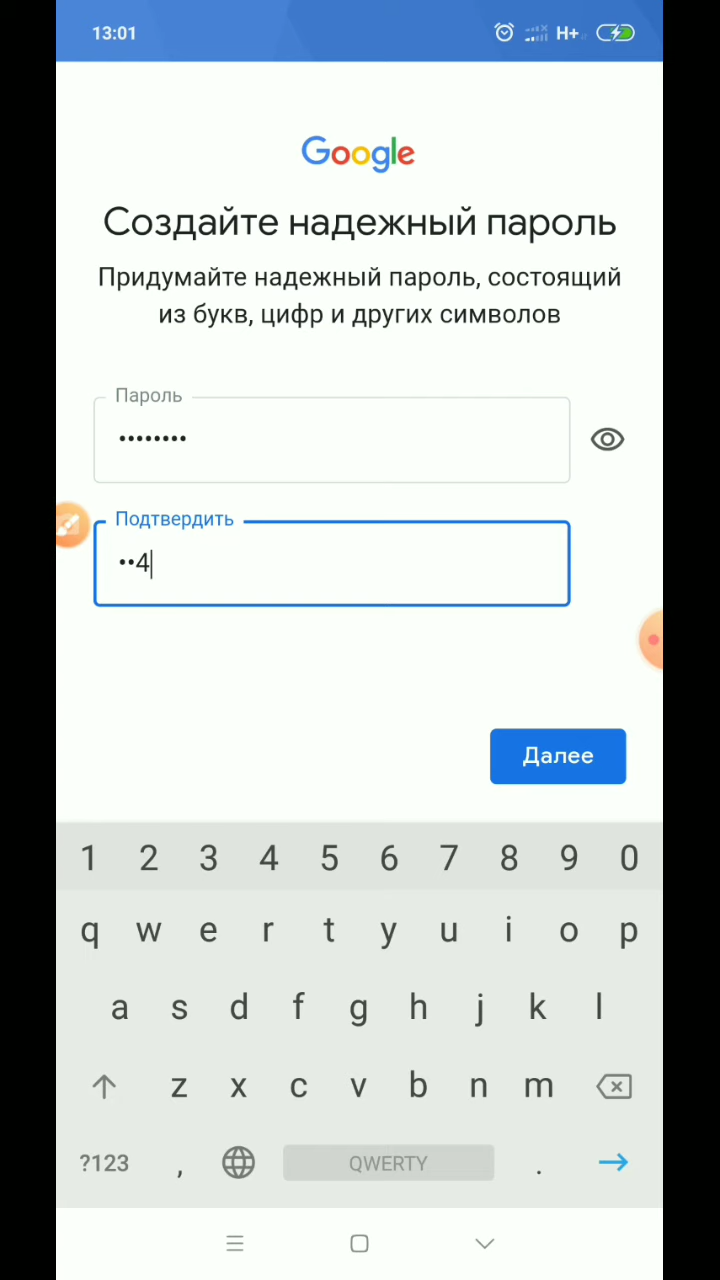 13:01 H+
Google
Создайте надежный пароль
Придумайте надежный пароль, состоящий
из букв, цифр и других символов
Пароль
••••••••
Подтвердить
••4
Далее
1 2 3 4 5 6 7 8 9 0
q w e r t y u i o p
a s d f g h j k l
z x c v b n m
?123 , QWERTY .